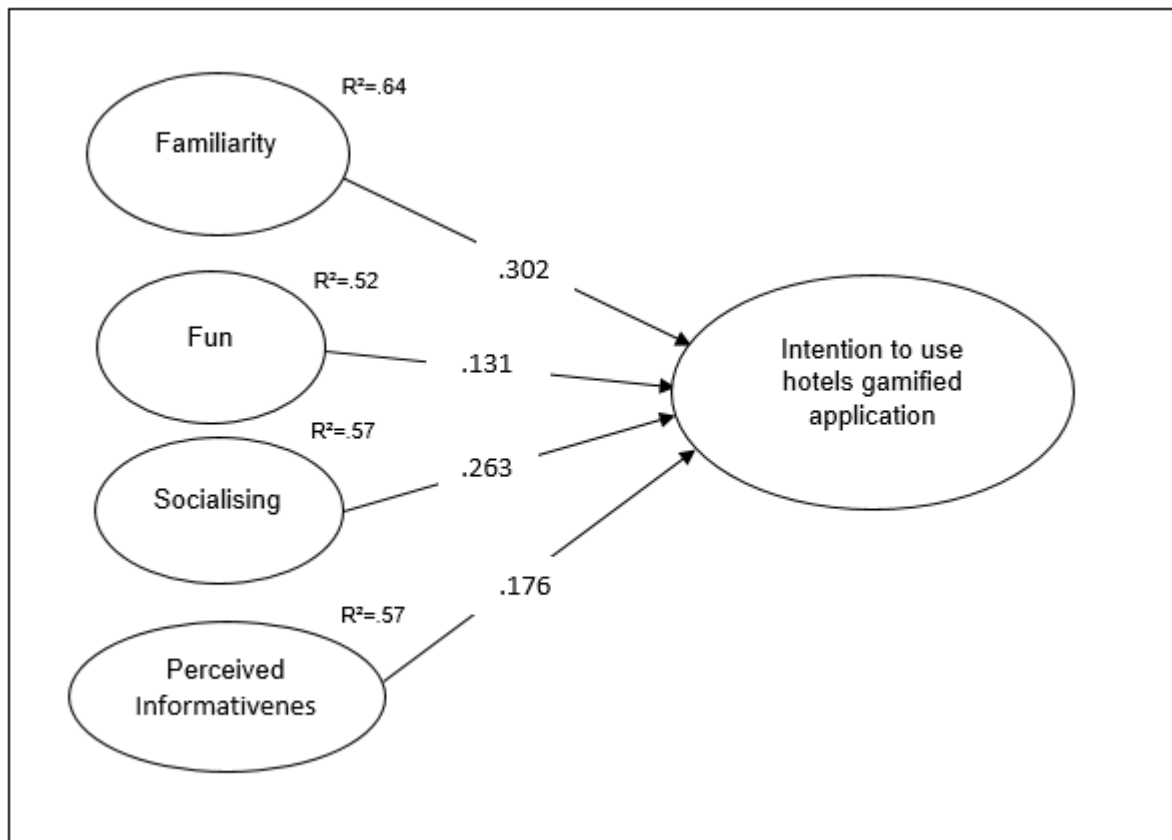 R²=.64
Familiarity
.302
R²=.52
Fun
.131
Intention to use
hotels gamified
application
R²=.57
Socialising
.263
R²=.57
Perceived
Informativenes
.176